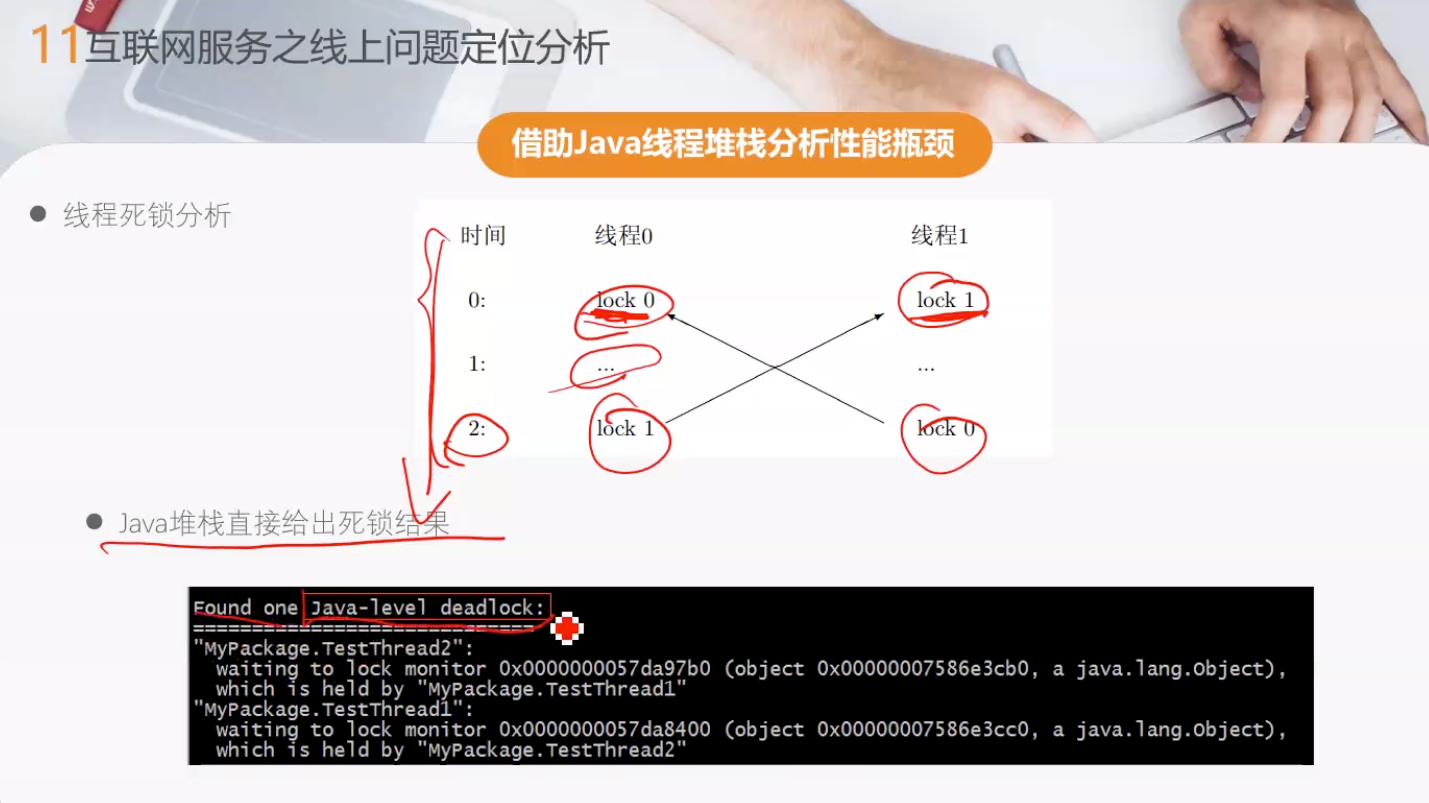 11互联网服务之线上问题定位分析
借助Java线程堆栈分析性能瓶颈
线程死锁分析
时间 线程0 线程1
0: lock 0 lock 1
1: ... ...
2: lock 1 lock 0
Java堆栈直接给出死锁结果
Found one Java-level deadlock:
=============================
"MyPackage.TestThread2":
waiting to lock monitor 0x0000000057da97b0 (object 0x00000007586e3cb0, a java.lang.Object),
which is held by "MyPackage.TestThread1"
"MyPackage.TestThread1":
waiting to lock monitor 0x0000000057da8400 (object 0x00000007586e3cc0, a java.lang.Object),
which is held by "MyPackage.TestThread2"